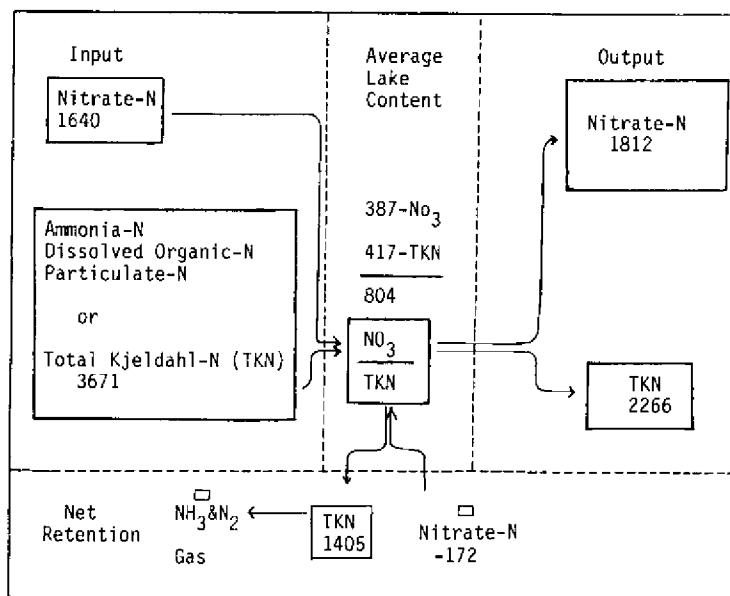 Input
Nitrate-N
1640
Ammonia-N
Dissolved Organic-N
Particulate-N
or
Total Kjeldahl-N (TKN)
3671
Average
Lake
Content
387-No3
417-TKN
804
NO3
TKN
Output
Nitrate-N
1812
TKN
2266
Net
Retention
NH3&N2
Gas
TKN
1405
Nitrate-N
-172